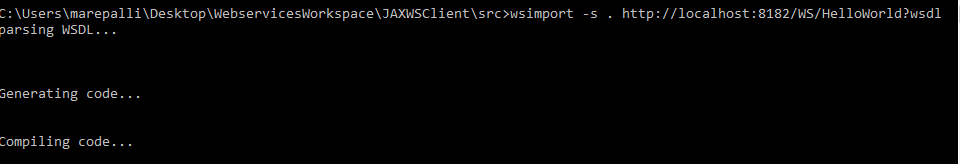 C:\Users\marepalli\Desktop\WebservicesWorkspace\JAXWSClient\src>wsimport -s . http://localhost:8182/WS/HelloWorld?wsdl
parsing WSDL...
Generating code...
Compiling code...